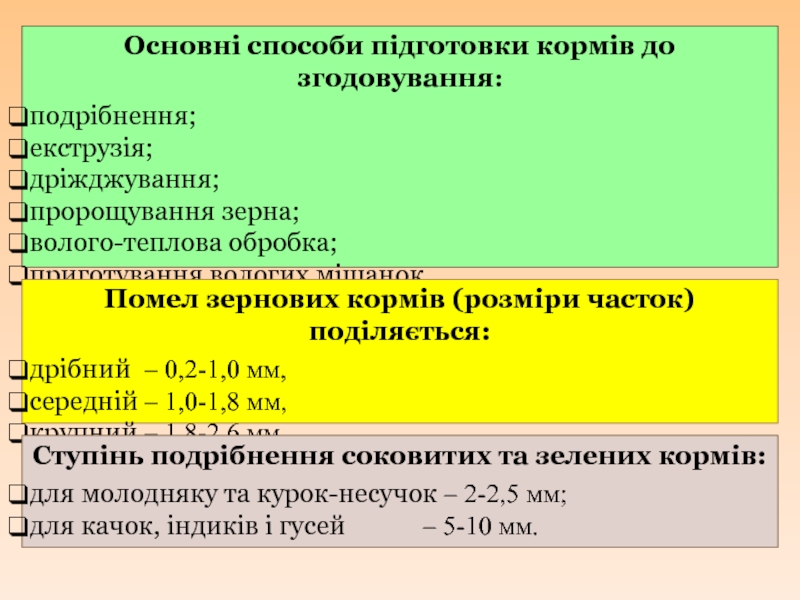 Основні способи підготовки кормів до
згодовування:
❑подрібнення;
❑екструзія;
❑дріжджування;
❑пророщування зерна;
❑волого-теплова обробка;
❑приготування вологих мішанок
Помел зернових кормів (розміри часток)
поділяється:
❑дрібний – 0,2-1,0 мм,
❑середній – 1,0-1,8 мм,
❑крупний – 1,8-2,6 мм
Ступінь подрібнення соковитих та зелених кормів:
❑для молодняку та курок-несучок – 2-2,5 мм;
❑для качок, індиків і гусей – 5-10 мм.